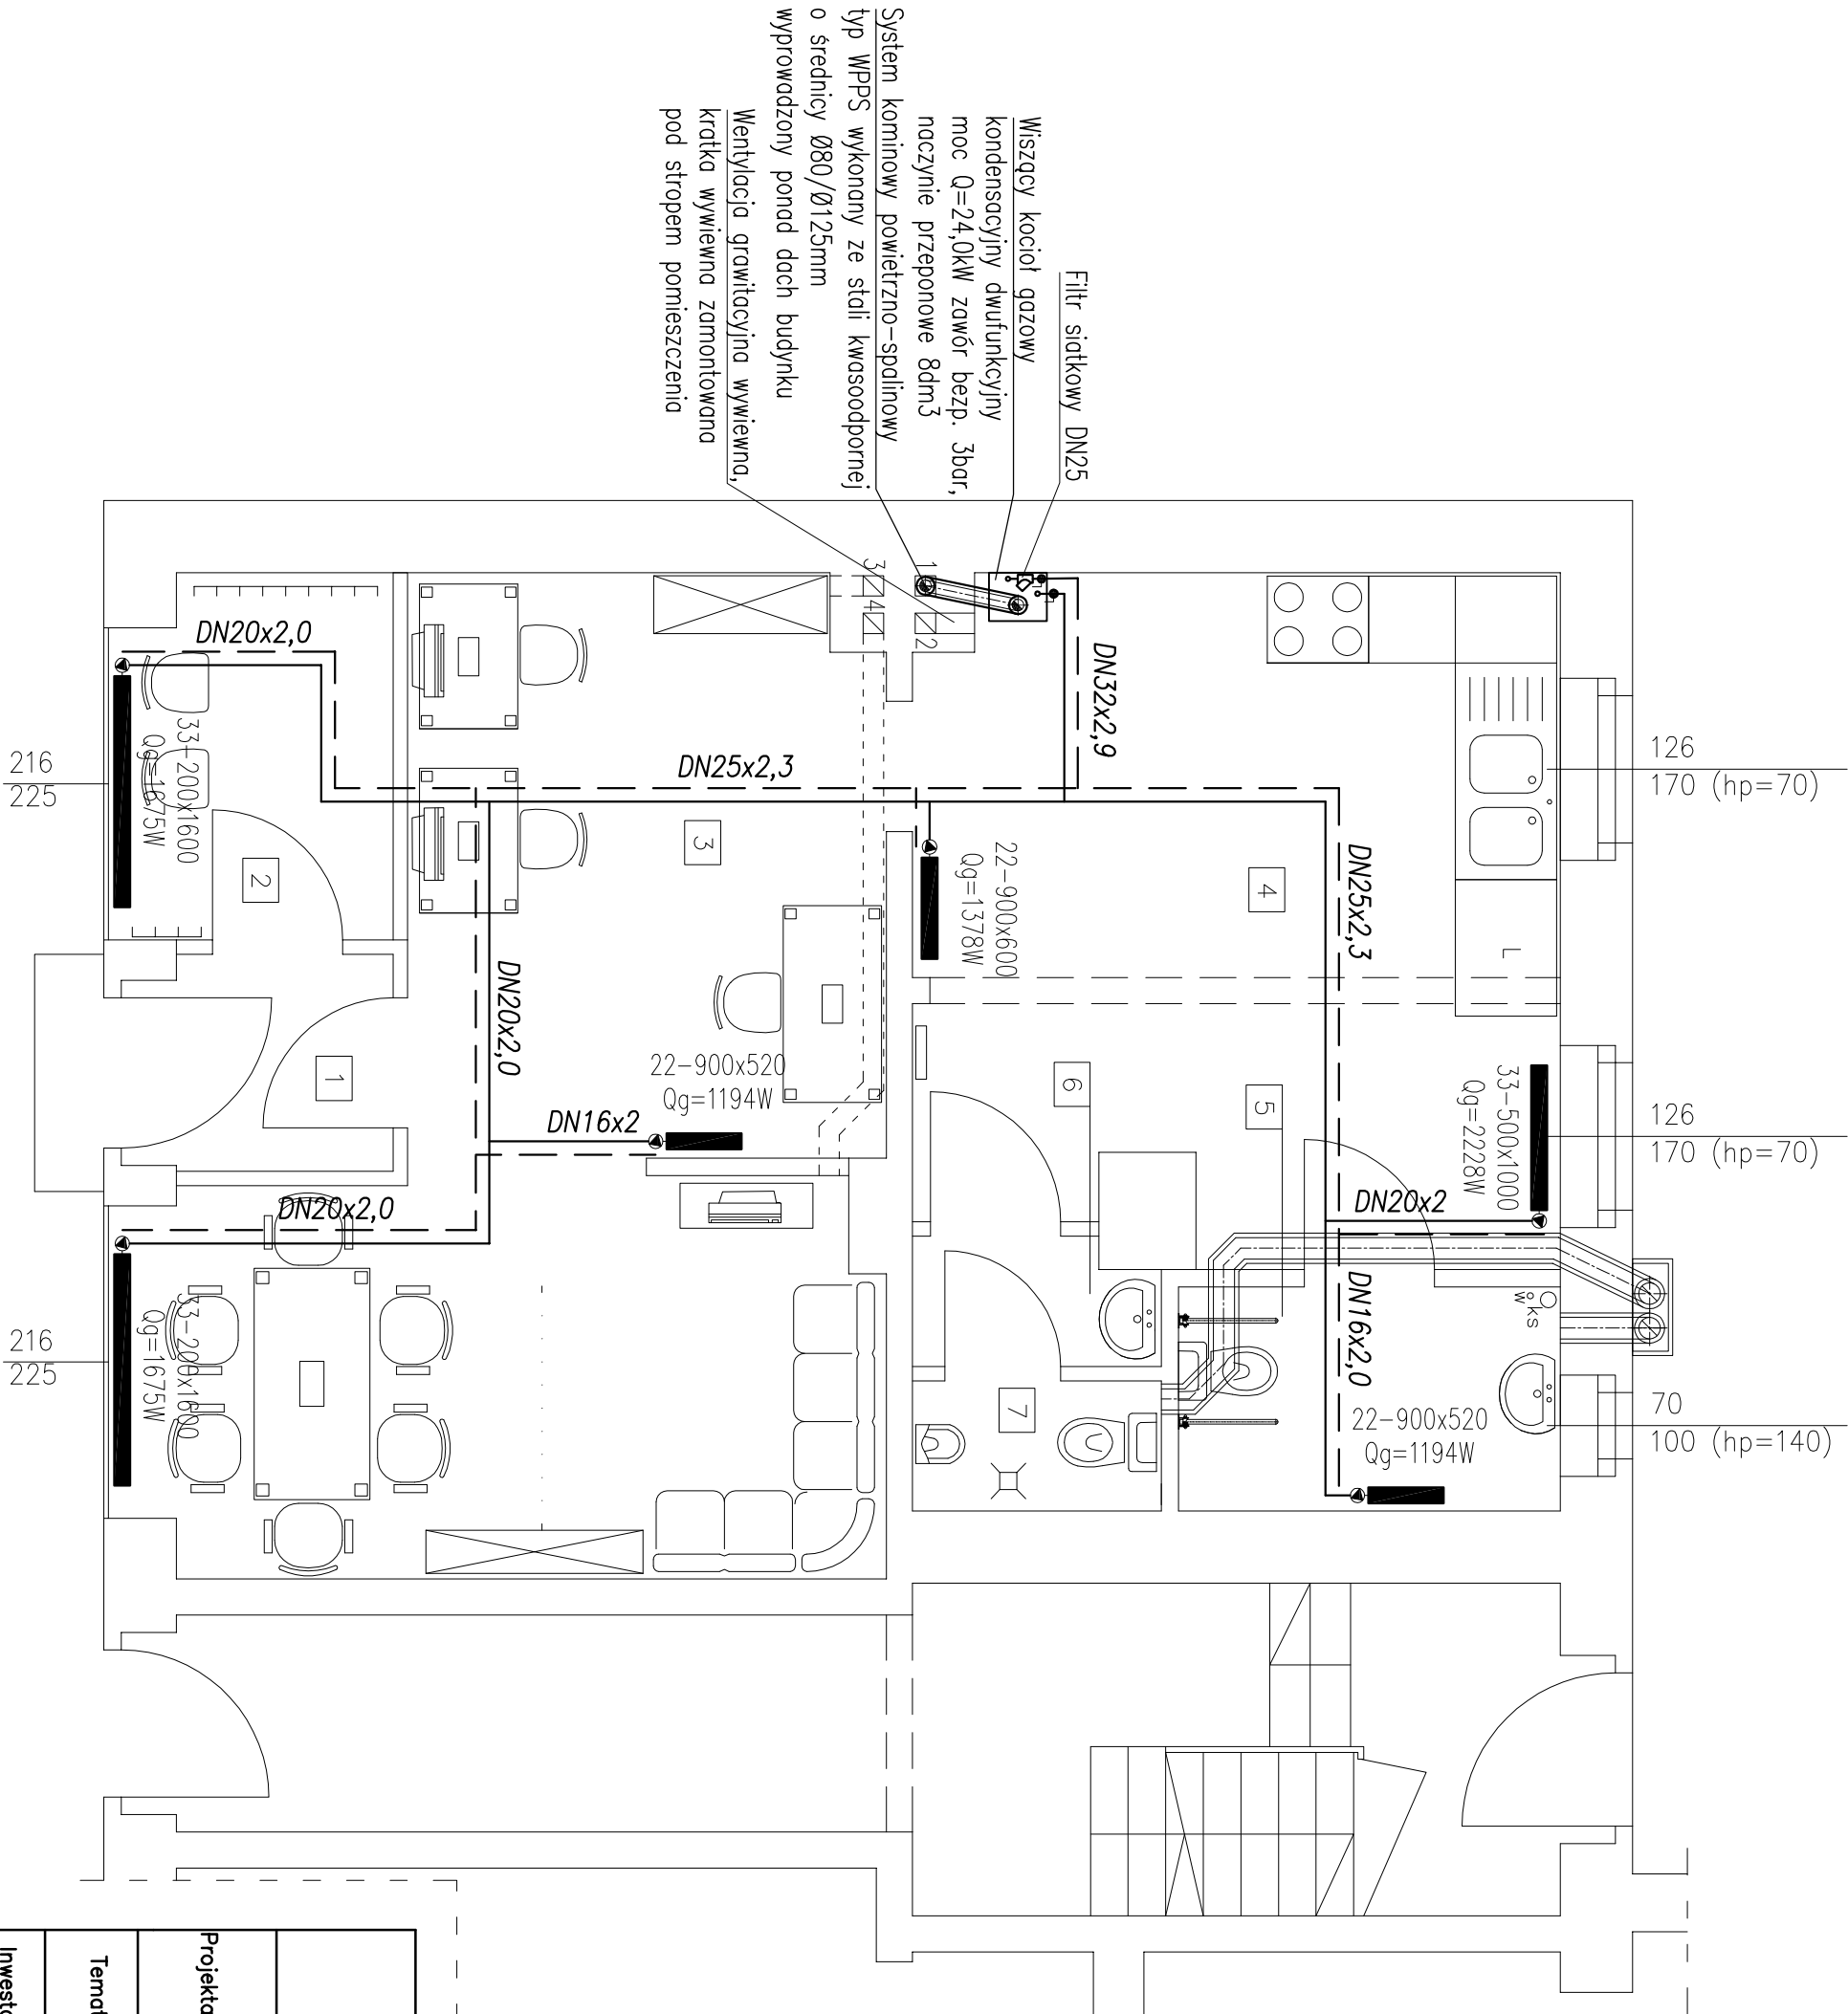 Filtr siatkowy DN25
Wiszący kocioł gazowy
kondensacyjny dwufunkcyjny
moc Q=24,0kW zawór bezp. 3bar,
naczynie przeponowe 8dm3
System kominowy powietrzno-spalinowy
typ WPPS wykonany ze stali kwasoodpornej
o średnicy Ø80/Ø125mm
wyprowadzony ponad dach budynku
Wentylacja grawitacyjna wywiewna,
kratka wywiewna zamontowana
pod stropem pomieszczenia
1
2
3
4
DN20x2,0
33-200x1600
Qg=1675W
216
225
2
DN25x2,3
3
DN32x2,9
22-900x600
Qg=1378W
4
DN25x2,3
L
126
170 (hp=70)
1
DN20x2,0
22-900x520
Qg=1194W
DN16x2
6
5
33-500x1000
Qg=2228W
126
170 (hp=70)
DN20x2
DN20x2,0
33-200x1600
Qg=1675W
216
225
7
DN16x2,0
ks
w
22-900x520
Qg=1194W
70
100 (hp=140)
Projekta
Temat
Inwesto